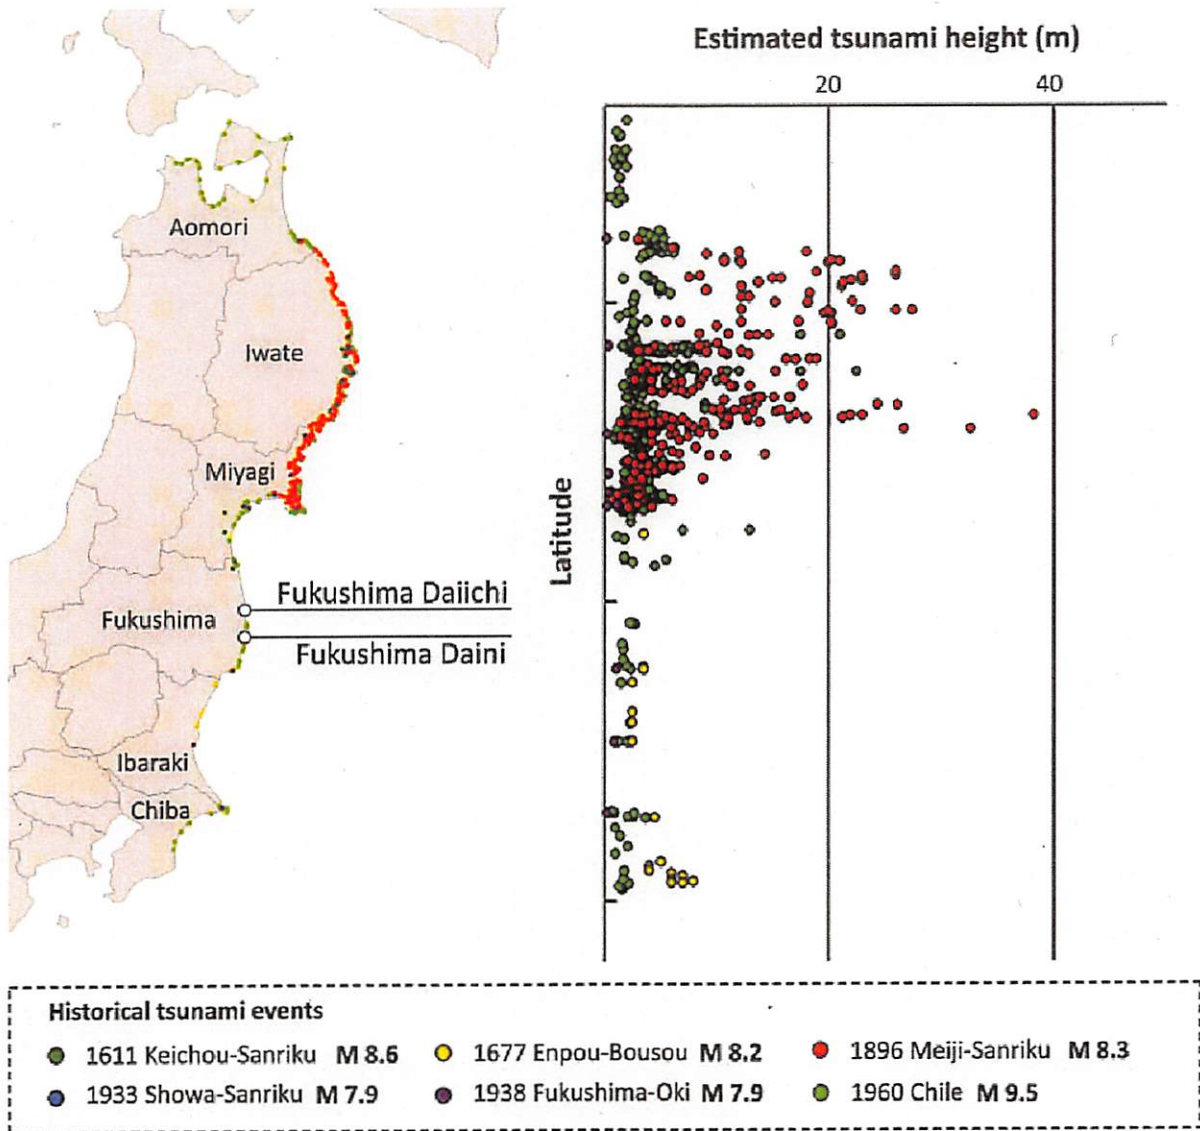 Estimated tsunami height (m)
20 40
Aomori
Iwate
Miyagi
Latitude
Fukushima Daiichi
Fukushima
Fukushima Daini
Ibaraki
Chiba
Historical tsunami events
1611 Keichou-Sanriku M 8.6
1677 Enpou-Bousou M 8.2
1896 Meiji-Sanriku M 8.3
1933 Showa-Sanriku M 7.9
1938 Fukushima-Oki M 7.9
1960 Chile M 9.5